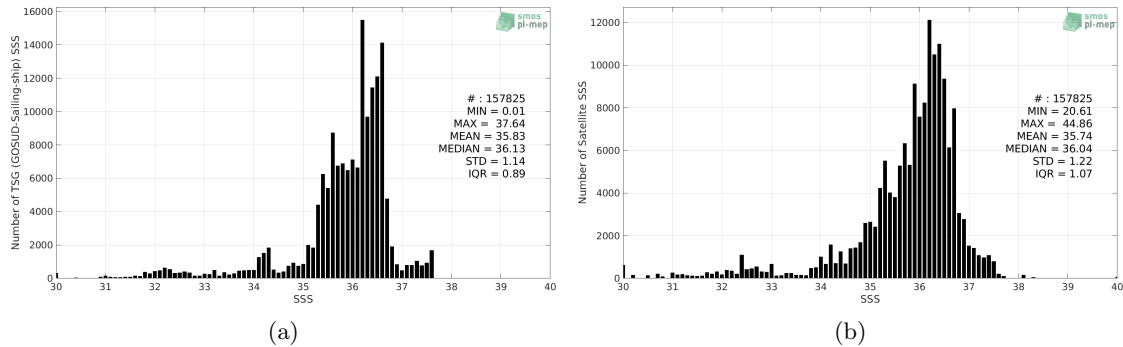 16000
14000
12000
10000
8000
6000
4000
2000
0
30 31 32 33 34 35 36 37 38 39 40
SSS
Number of TSG (GOSUD-Sailing-ship) SSS
smos
pi-mep
# : 157825
MIN = 0.01
MAX = 37.64
MEAN = 35.83
MEDIAN = 36.13
STD = 1.14
IQR = 0.89
(a)
12000
10000
8000
6000
4000
2000
0
30 31 32 33 34 35 36 37 38 39 40
SSS
Number of Satellite SSS
smos
pi-mep
# : 157825
MIN = 20.61
MAX = 44.86
MEAN = 35.74
MEDIAN = 36.04
STD = 1.22
IQR = 1.07
(b)